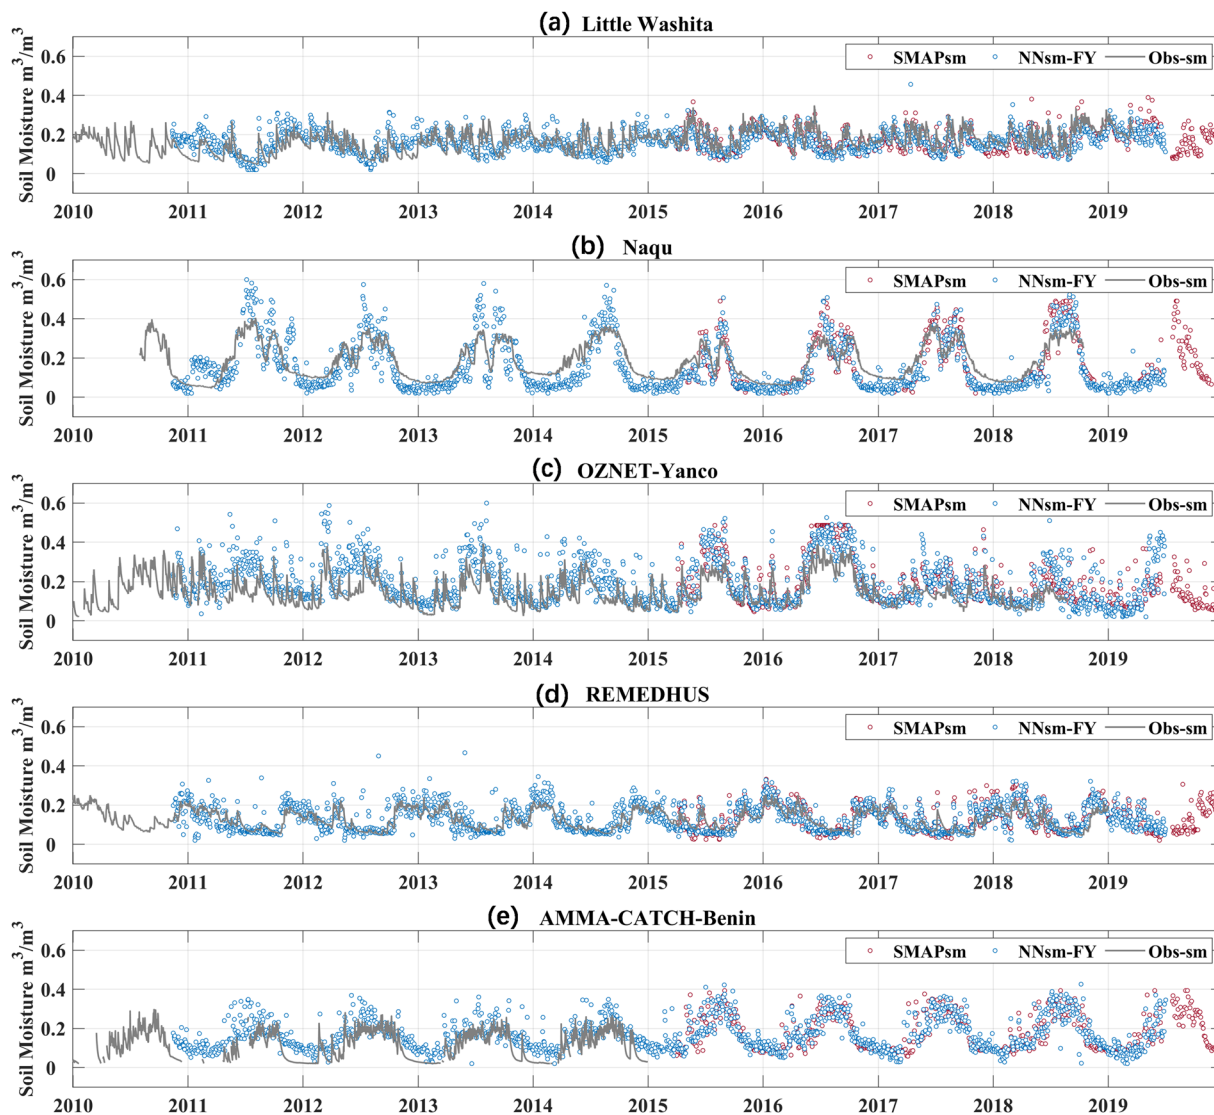 (a) Little Washita
Soil Moisture m³/m³
0.6
0.4
0.2
0
SMAPsm NNsm-FY Obs-sm
2010 2011 2012 2013 2014 2015 2016 2017 2018 2019
(b) Naqu
Soil Moisture m³/m³
0.6
0.4
0.2
0
SMAPsm NNsm-FY Obs-sm
2010 2011 2012 2013 2014 2015 2016 2017 2018 2019
(c) OZNET-Yanco
Soil Moisture m³/m³
0.6
0.4
0.2
0
SMAPsm NNsm-FY Obs-sm
2010 2011 2012 2013 2014 2015 2016 2017 2018 2019
(d) REMEDHUS
Soil Moisture m³/m³
0.6
0.4
0.2
0
SMAPsm NNsm-FY Obs-sm
2010 2011 2012 2013 2014 2015 2016 2017 2018 2019
(e) AMMA-CATCH-Benin
Soil Moisture m³/m³
0.6
0.4
0.2
0
SMAPsm NNsm-FY Obs-sm
2010 2011 2012 2013 2014 2015 2016 2017 2018 2019